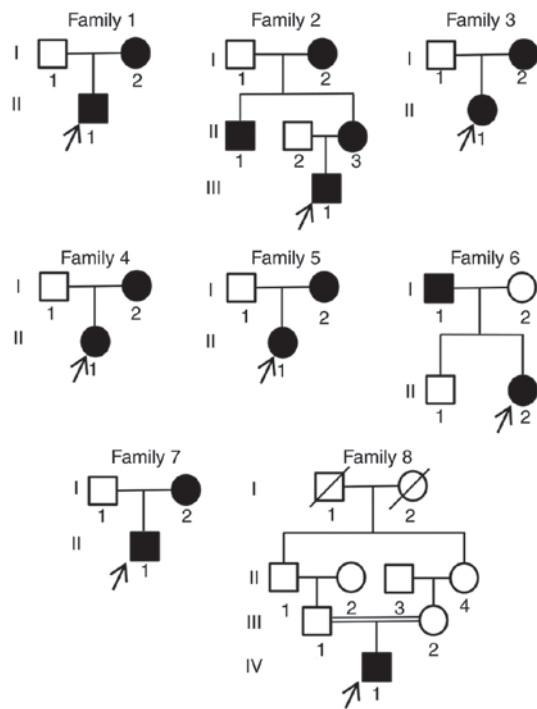 Family 1 Family 2 Family 3
I 1 2 I 1 2 I 1 2
II 1 II 1 2 3 II 1
III 1
Family 4 Family 5 Family 6
I 1 2 I 1 2 I 1 2
II 1 II 1 II 1 2
Family 7 Family 8
I 1 2 I 1 2
II 1 II 1 2 3 4
III 1 2
IV 1